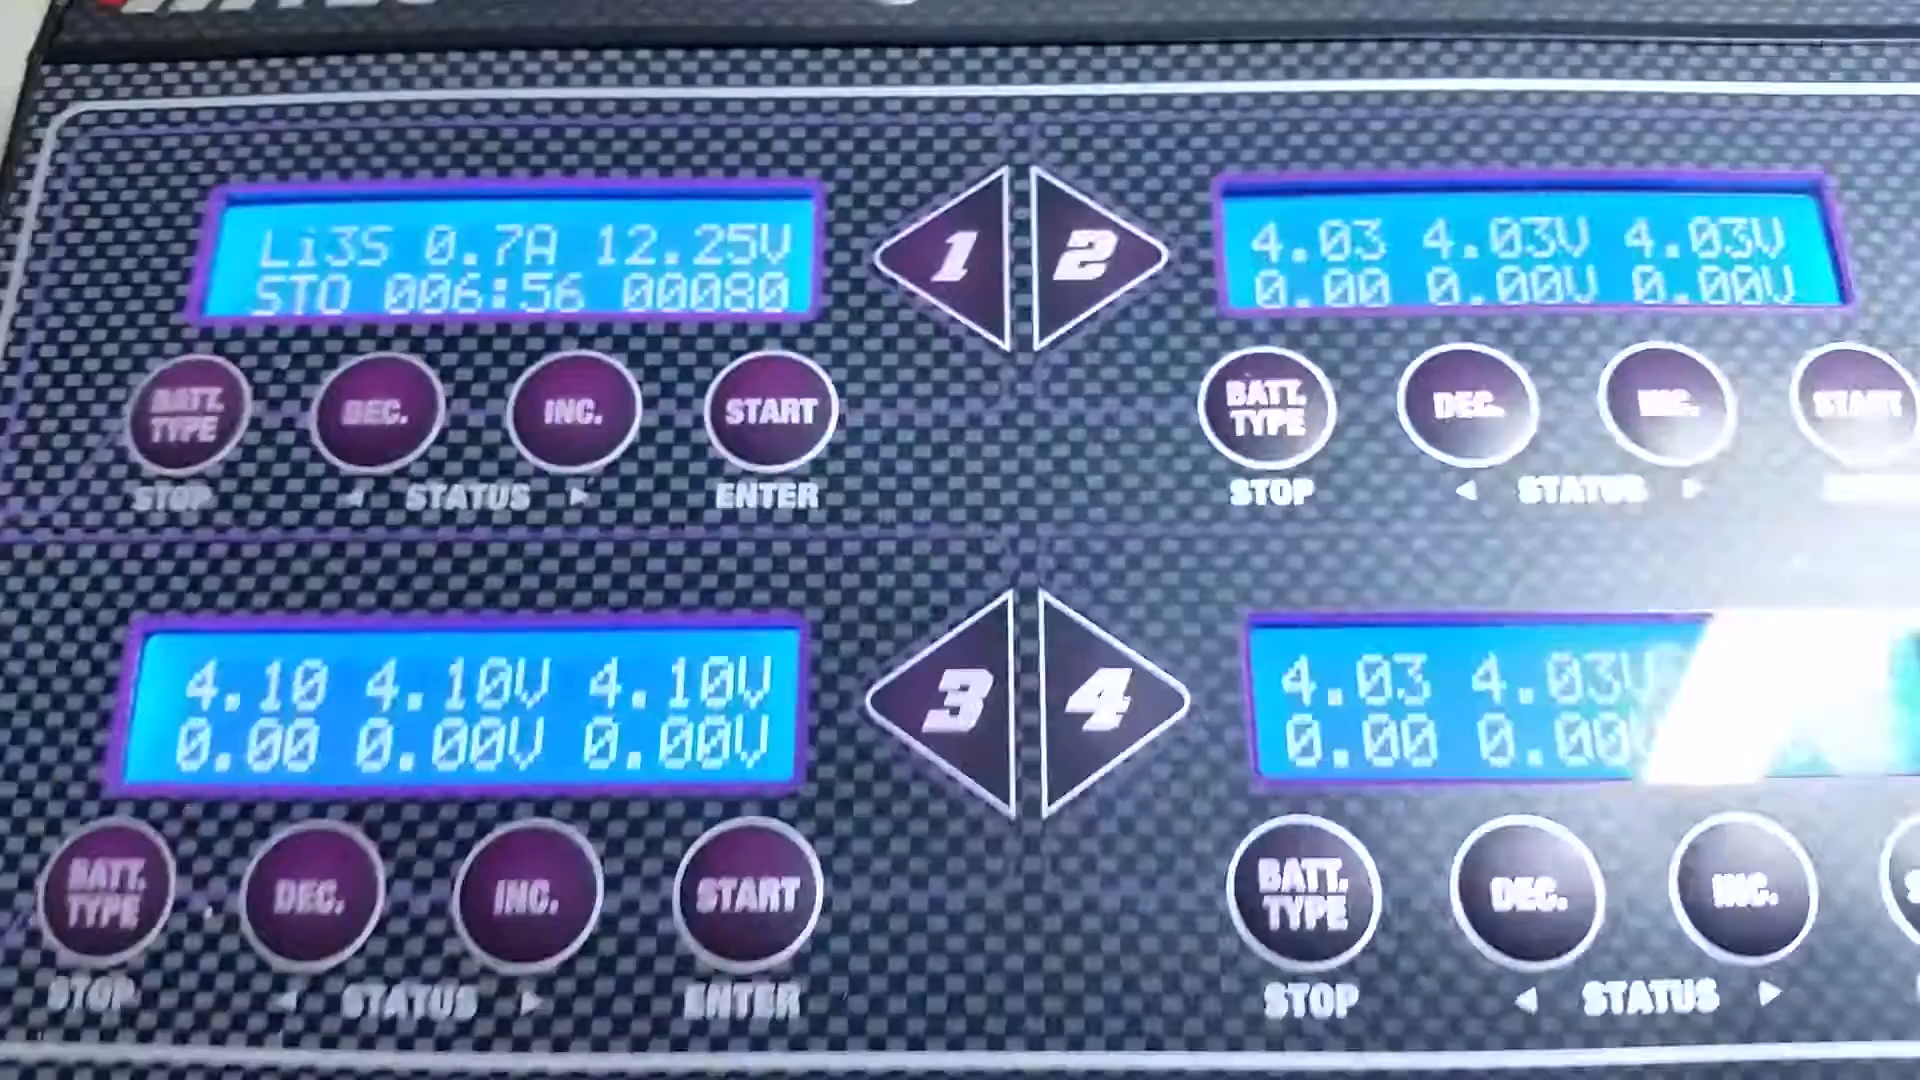 Li3S 0.7A 12.25V
STO 006:56 00080
1
2
4.03 4.03V 4.03V
0.00 0.00V 0.00V
BATT. TYPE
DEC.
INC.
START
BATT. TYPE
DEC.
INC.
START
STOP
◄ STATUS ►
ENTER
STOP
◄ STATUS ►
4.10 4.10V 4.10V
0.00 0.00V 0.00V
3
4
4.03 4.03V
0.00 0.00V
BATT. TYPE
DEC.
INC.
START
BATT. TYPE
DEC.
INC.
STOP
◄ STATUS ►
ENTER
STOP
◄ STATUS ►